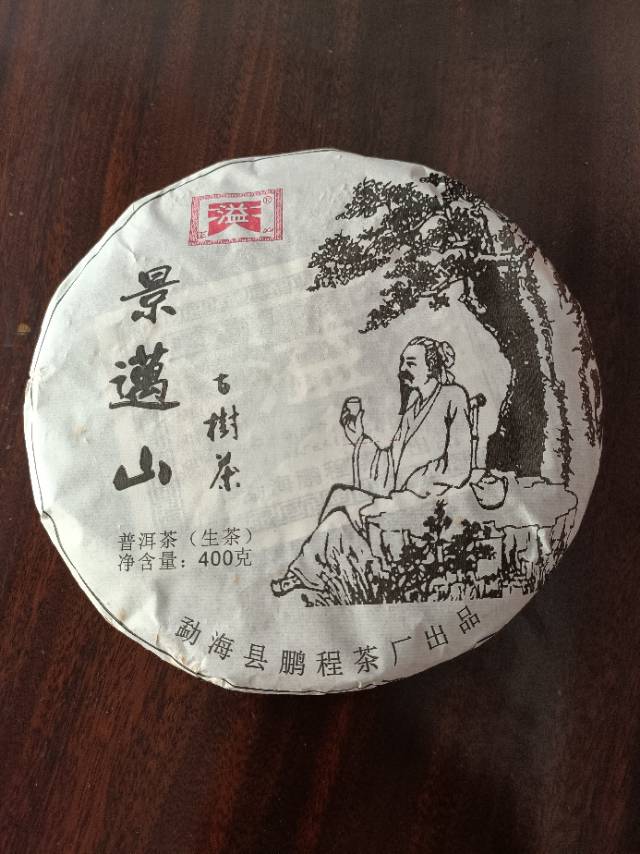 溢
景邁山
古樹茶
普洱茶（生茶）
净含量：400克
勐海县鹏程茶厂出品